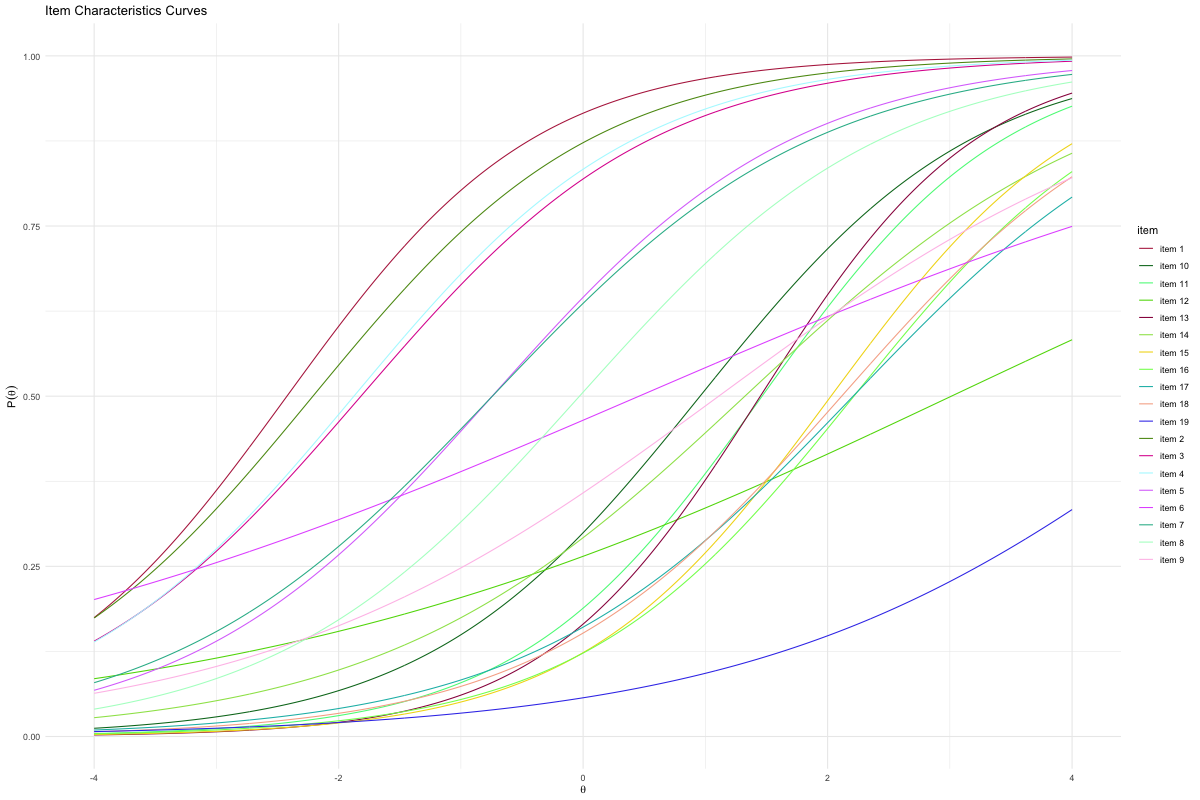 Item Characteristics Curves
1.00
0.75
0.50
0.25
0.00
P(θ)
-4
-2
0
2
4
θ
item
item 1
item 10
item 11
item 12
item 13
item 14
item 15
item 16
item 17
item 18
item 19
item 2
item 3
item 4
item 5
item 6
item 7
item 8
item 9